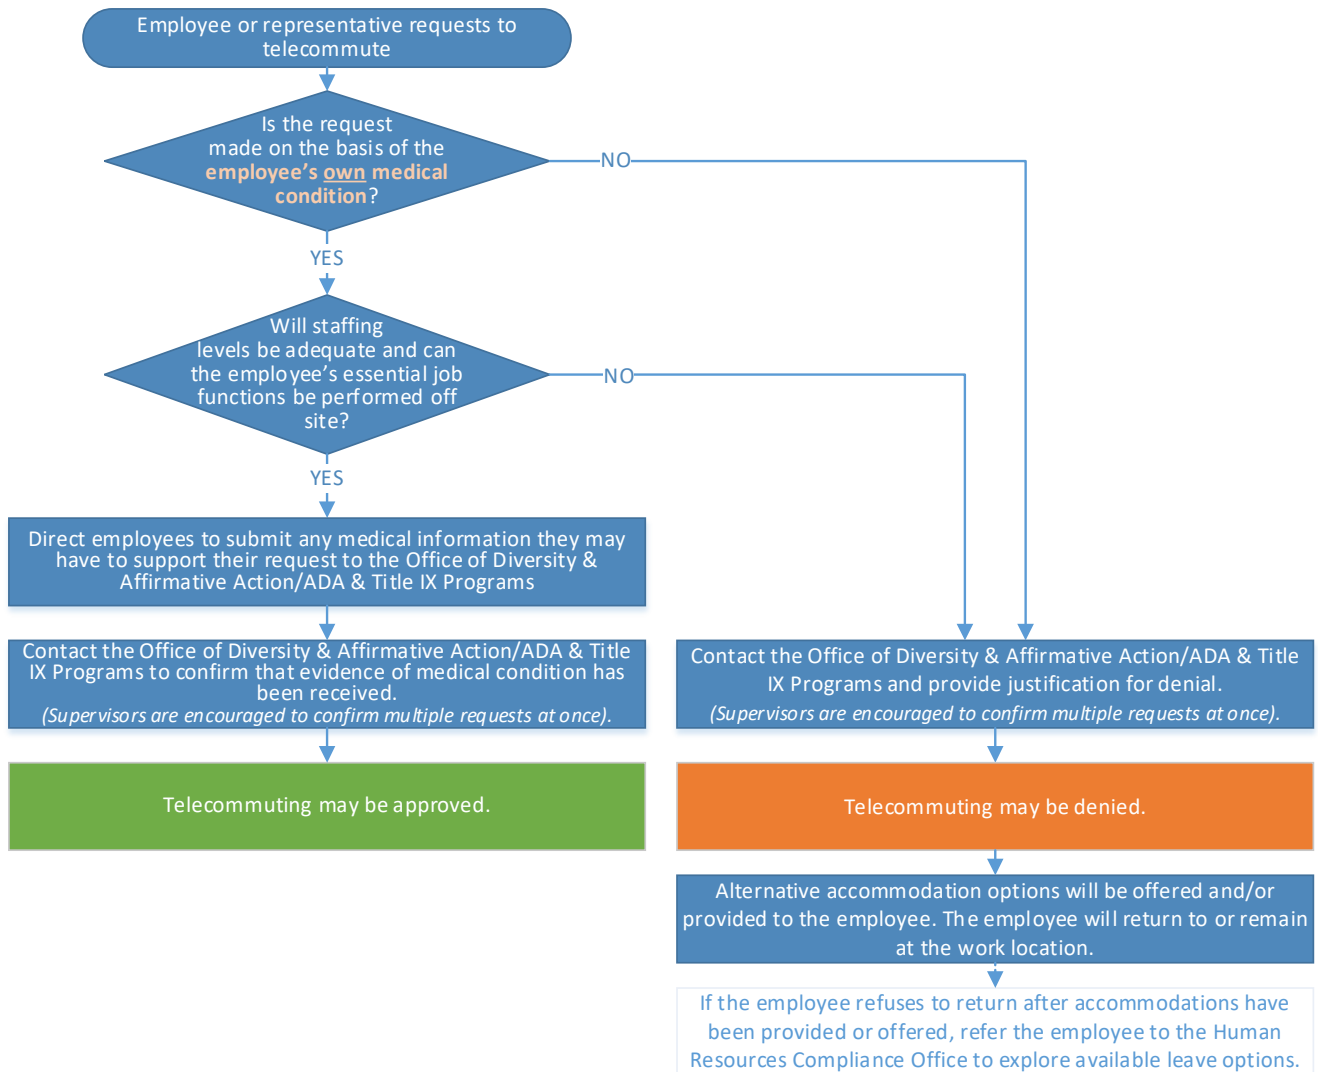 Employee or representative requests to
telecommute
Is the request
made on the basis of the
employee's own medical
condition?
NO
YES
Will staffing
levels be adequate and can
the employee's essential job
functions be performed off
site?
NO
YES
Direct employees to submit any medical information they may
have to support their request to the Office of Diversity &
Affirmative Action/ADA & Title IX Programs
Contact the Office of Diversity & Affirmative Action/ADA & Title
IX Programs to confirm that evidence of medical condition has
been received.
(Supervisors are encouraged to confirm multiple requests at once).
Contact the Office of Diversity & Affirmative Action/ADA & Title
IX Programs and provide justification for denial.
(Supervisors are encouraged to confirm multiple requests at once).
Telecommuting may be approved.
Telecommuting may be denied.
Alternative accommodation options will be offered and/or
provided to the employee. The employee will return to or remain
at the work location.
If the employee refuses to return after accommodations have
been provided or offered, refer the employee to the Human
Resources Compliance Office to explore available leave options.